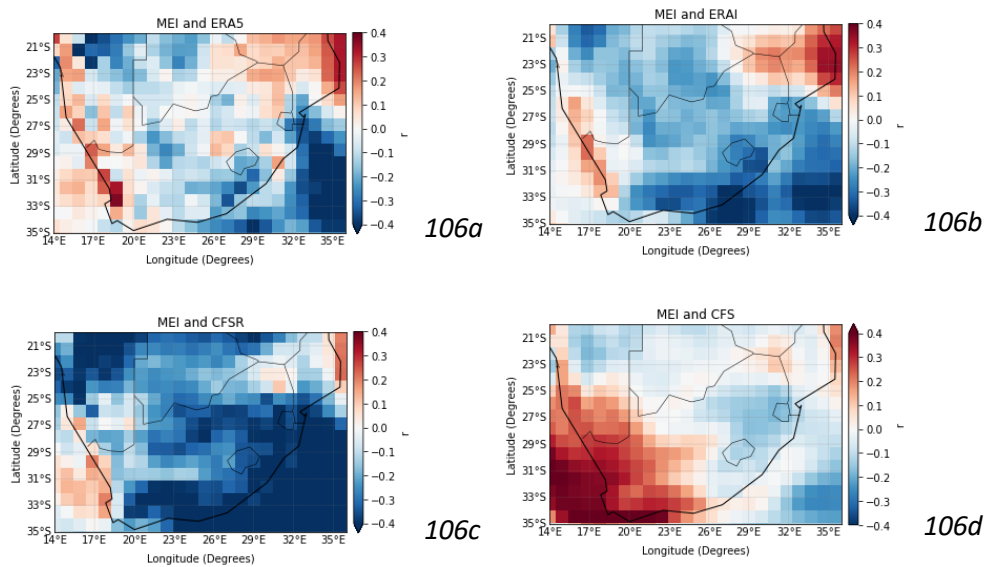 MEI and ERA5
21°S
23°S
25°S
27°S
29°S
31°S
33°S
35°S
14°E 17°E 20°E 23°E 26°E 29°E 32°E 35°E
Latitude (Degrees)
Longitude (Degrees)
0.4
0.3
0.2
0.1
0.0
−0.1
−0.2
−0.3
−0.4
r
106a
MEI and ERAI
21°S
23°S
25°S
27°S
29°S
31°S
33°S
35°S
14°E 17°E 20°E 23°E 26°E 29°E 32°E 35°E
Latitude (Degrees)
Longitude (Degrees)
0.4
0.3
0.2
0.1
0.0
−0.1
−0.2
−0.3
−0.4
r
106b
MEI and CFSR
21°S
23°S
25°S
27°S
29°S
31°S
33°S
35°S
14°E 17°E 20°E 23°E 26°E 29°E 32°E 35°E
Latitude (Degrees)
Longitude (Degrees)
0.4
0.3
0.2
0.1
0.0
−0.1
−0.2
−0.3
−0.4
r
106c
MEI and CFS
21°S
23°S
25°S
27°S
29°S
31°S
33°S
35°S
14°E 17°E 20°E 23°E 26°E 29°E 32°E 35°E
Latitude (Degrees)
Longitude (Degrees)
0.4
0.3
0.2
0.1
0.0
−0.1
−0.2
−0.3
−0.4
r
106d